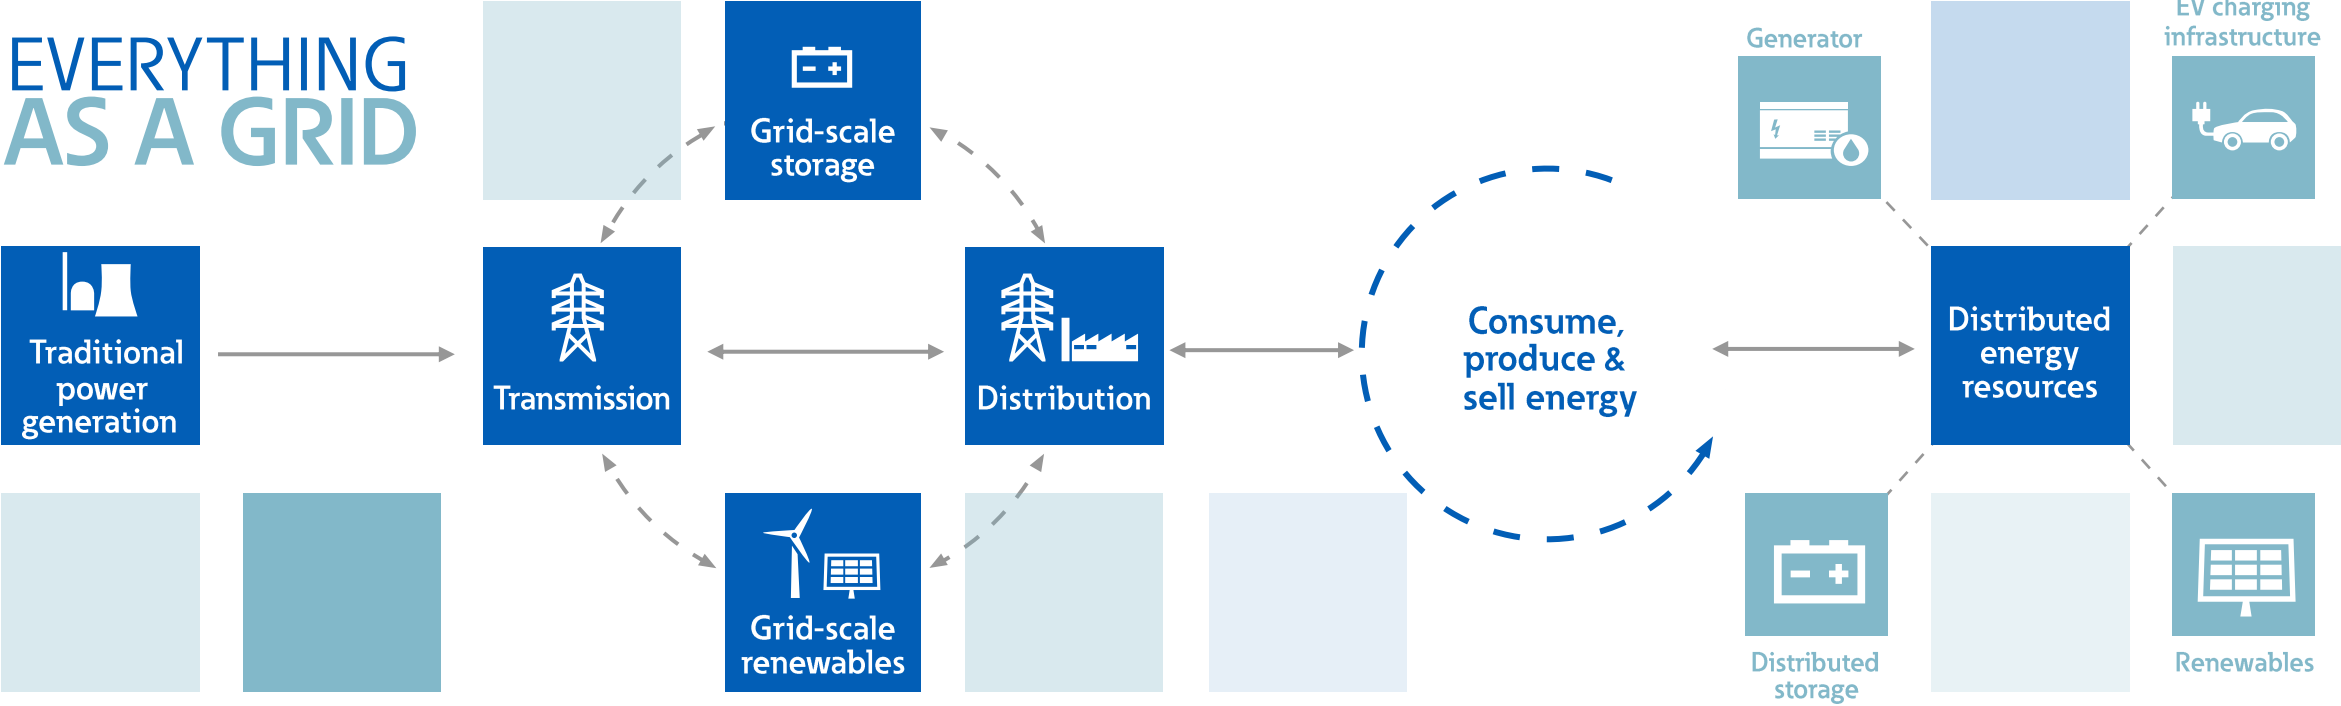 EVERYTHING
AS A GRID
Traditional
power
generation
Transmission
Grid-scale
storage
Grid-scale
renewables
Distribution
Consume,
produce &
sell energy
Generator
EV charging
infrastructure
Distributed
energy
resources
Distributed
storage
Renewables